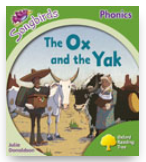 Songbirds
Phonics
The Ox
and the Yak
Julia
Donaldson
Oxford
Reading
Tree